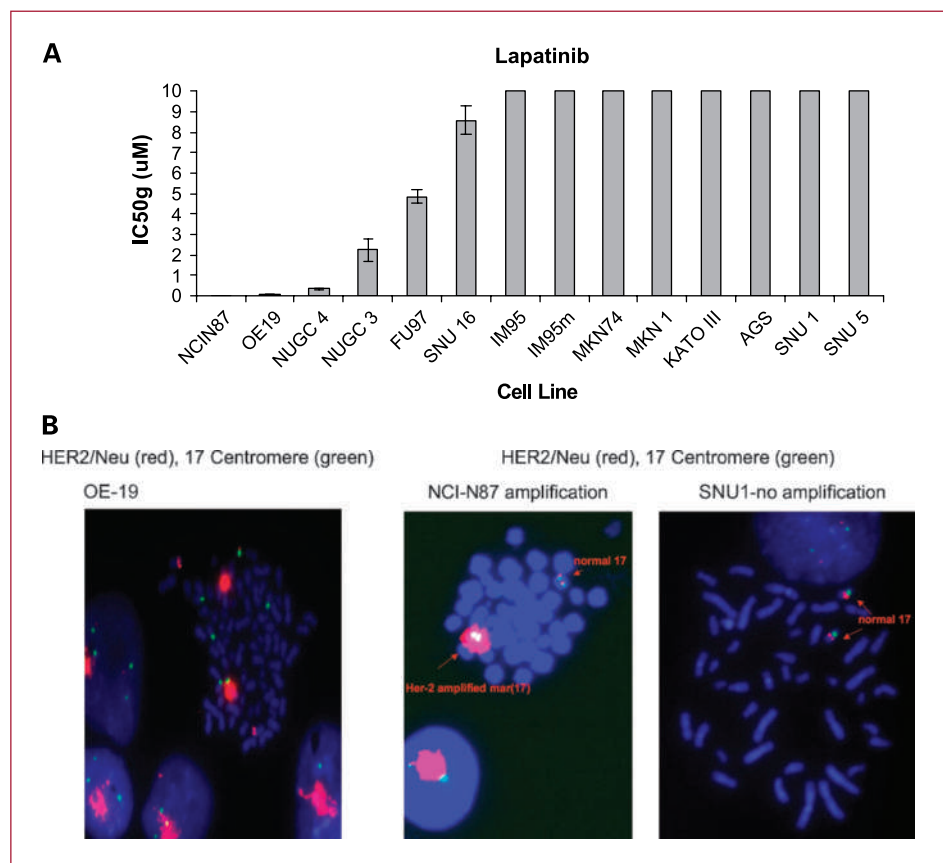 A
Lapatinib
IC50g (uM)
10
9
8
7
6
5
4
3
2
1
0
NCIN87
OE19
NUGC 4
NUGC 3
FU97
SNU 16
IM95
IM95m
MKN74
MKN 1
KATO III
AGS
SNU 1
SNU 5
Cell Line
B
HER2/Neu (red), 17 Centromere (green)
HER2/Neu (red), 17 Centromere (green)
OE-19
NCI-N87 amplification
SNU1-no amplification
normal 17
Her-2 amplified mar(17)
normal 17